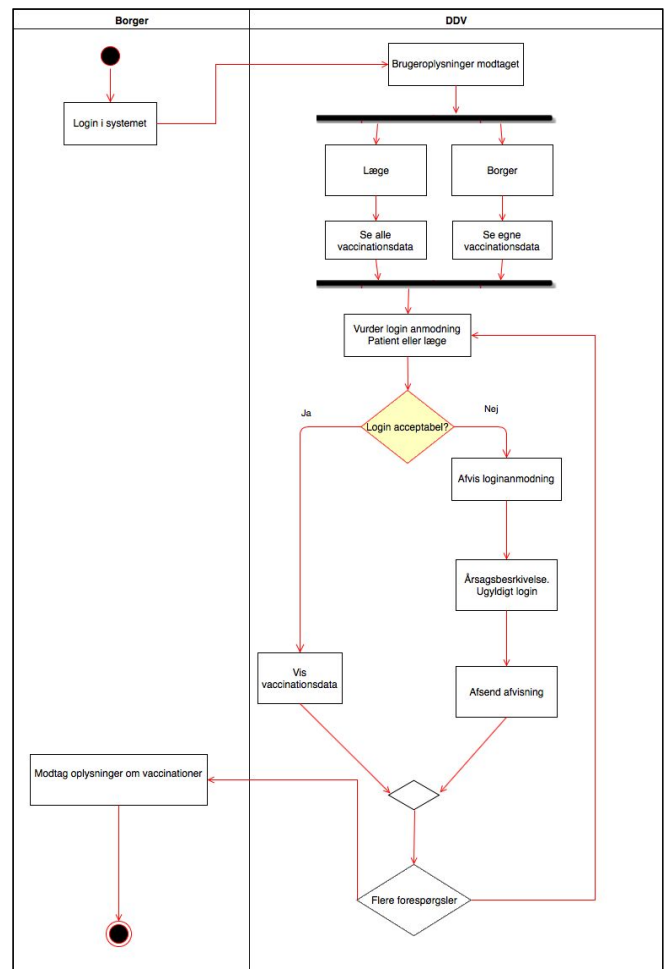 Borger
DDV
Brugeroplysninger modtaget
Login i systemet
Læge
Borger
Se alle
vaccinationsdata
Se egne
vaccinationsdata
Vurder login anmodning
Patient eller læge
Ja
Nej
Login acceptabel?
Afvis loginanmodning
Årsagsbesrkivelse.
Ugyldigt login
Vis
vaccinationsdata
Afsend afvisning
Modtag oplysninger om vaccinationer
Flere forespørgsler